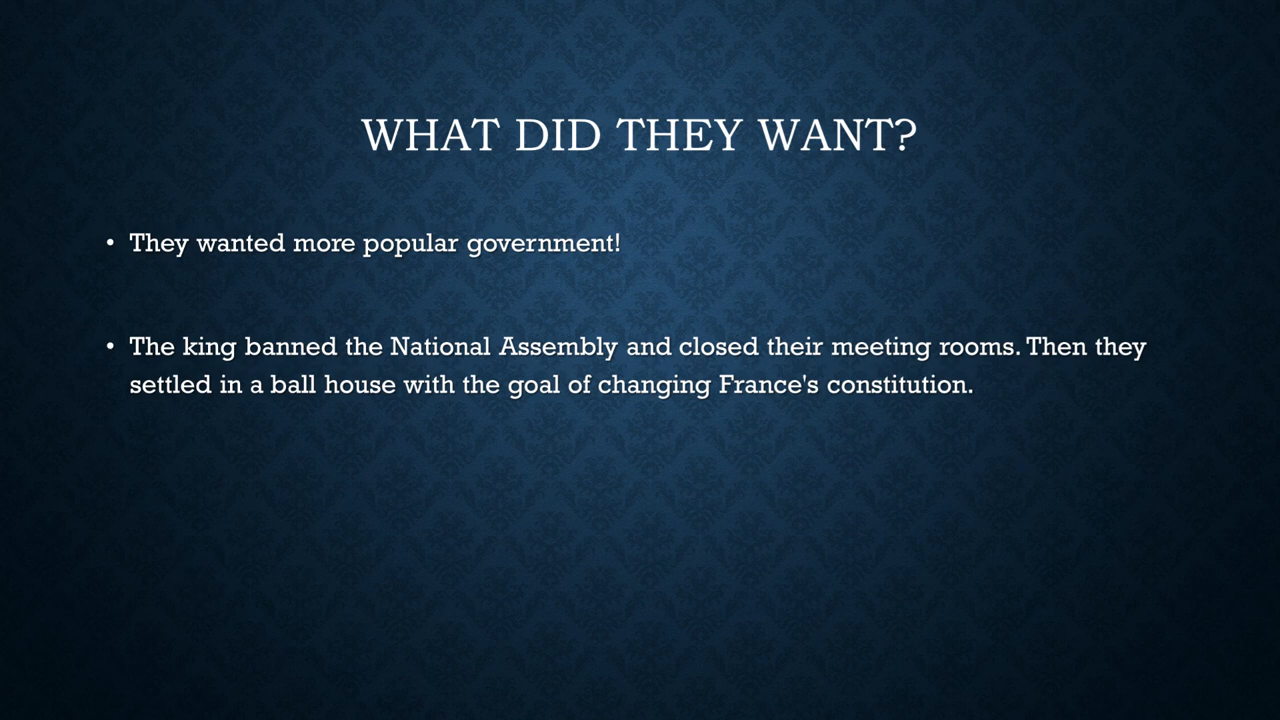 WHAT DID THEY WANT?
• They wanted more popular government!
• The king banned the National Assembly and closed their meeting rooms. Then they
settled in a ball house with the goal of changing France's constitution.